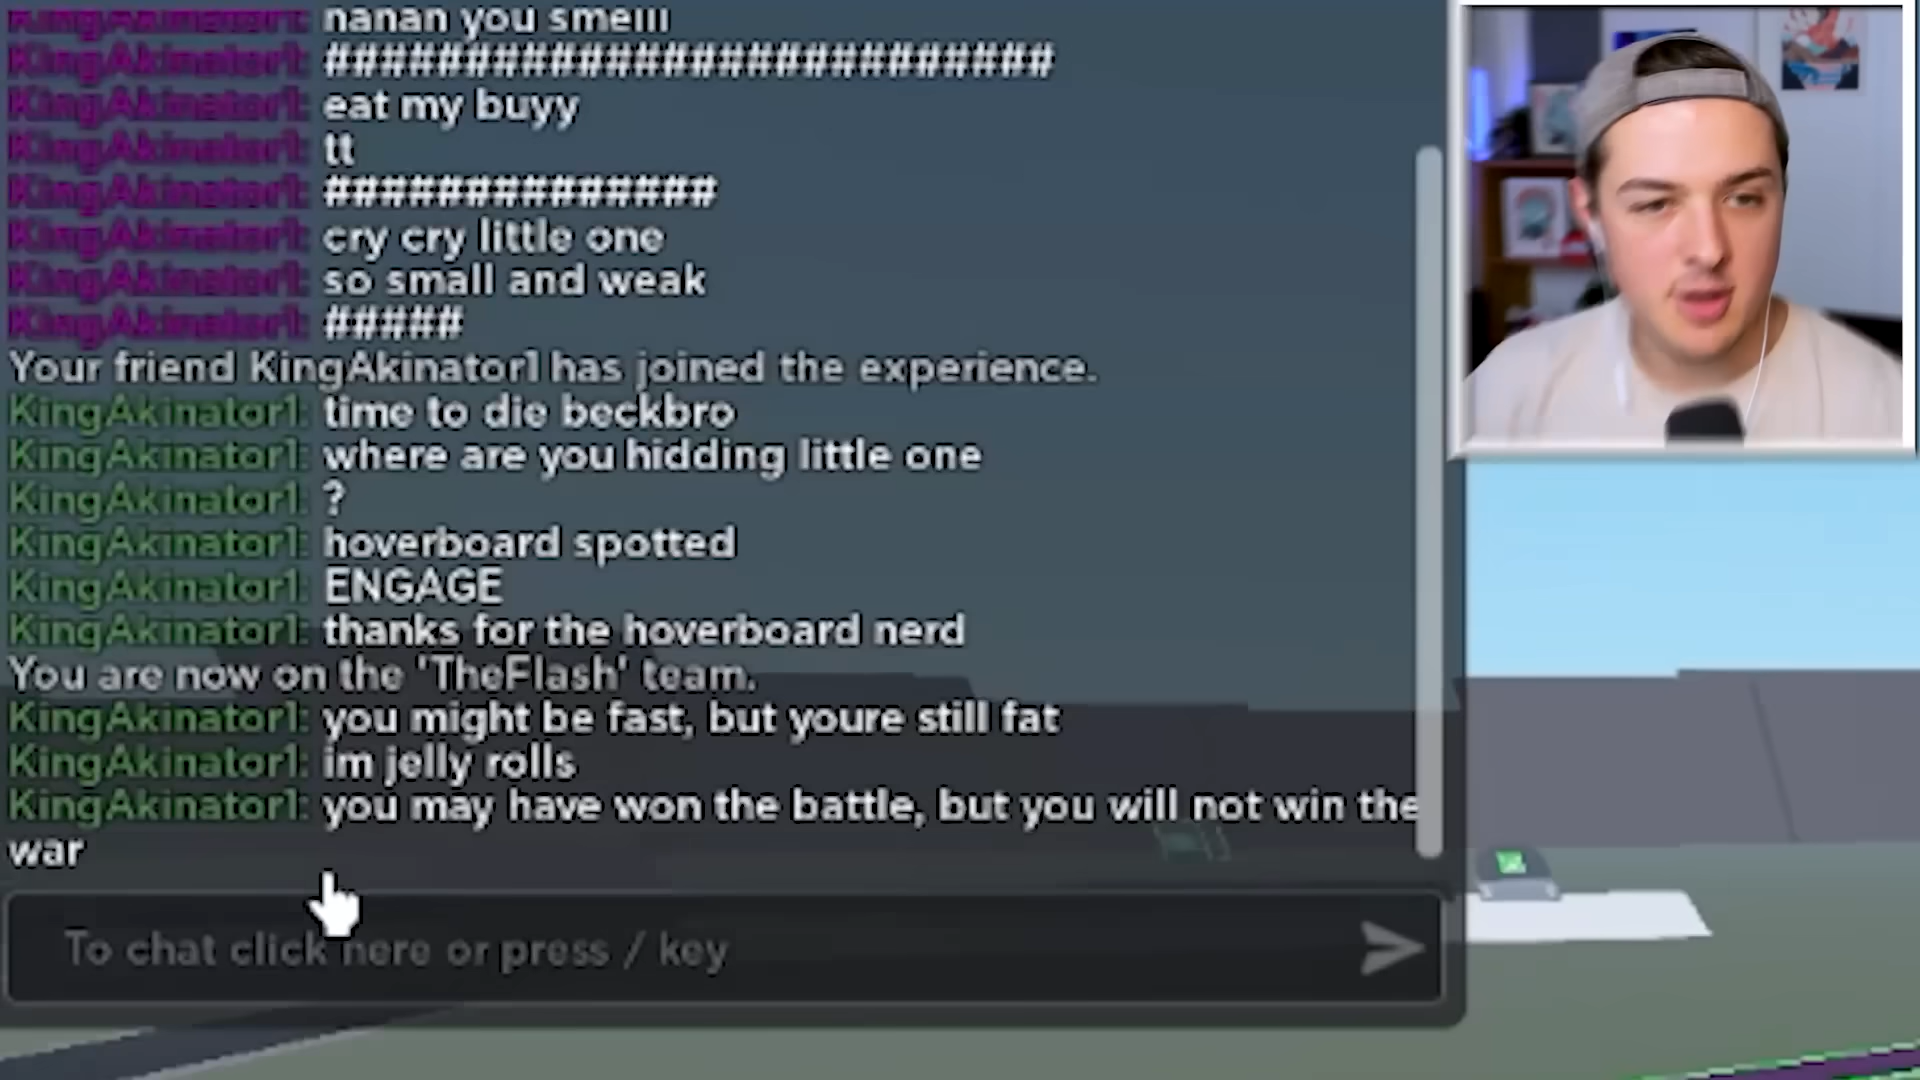 KingAkinator1: nanan you smelll
KingAkinator1: ##########################
KingAkinator1: eat my buyy
KingAkinator1: tt
KingAkinator1: ##############
KingAkinator1: cry cry little one
KingAkinator1: so small and weak
KingAkinator1: #####
Your friend KingAkinator1 has joined the experience.
KingAkinator1: time to die beckbro
KingAkinator1: where are you hidding little one
KingAkinator1: ?
KingAkinator1: hoverboard spotted
KingAkinator1: ENGAGE
KingAkinator1: thanks for the hoverboard nerd
You are now on the 'TheFlash' team.
KingAkinator1: you might be fast, but youre still fat
KingAkinator1: im jelly rolls
KingAkinator1: you may have won the battle, but you will not win the
war
To chat click here or press / key